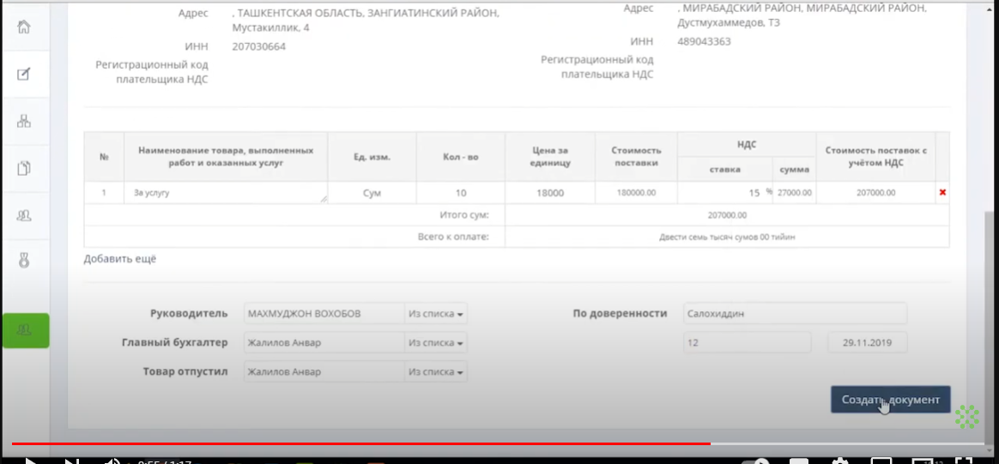 Адрес
, ТАШКЕНТСКАЯ ОБЛАСТЬ, ЗАНГИАТИНСКИЙ РАЙОН,
Мустакиллик, 4
ИНН
207030664
Регистрационный код
плательщика НДС
Адрес
, МИРАБАДСКИЙ РАЙОН, МИРАБАДСКИЙ РАЙОН,
Дустмухаммедов, ТЗ
ИНН
489043363
Регистрационный код
плательщика НДС
№
Наименование товара, выполненных
работ и оказанных услуг
Ед. изм.
Кол - во
Цена за
единицу
Стоимость
поставки
НДС
ставка
сумма
Стоимость поставок с
учётом НДС
1
За услугу
Сум
10
18000
180000.00
15 %
27000.00
207000.00
Итого сум:
207000.00
Всего к оплате:
Двести семь тысяч сумов 00 тийин
Добавить ещё
Руководитель
МАХМУДЖОН ВОХОБОВ
Из списка
По доверенности
Салохиддин
Главный бухгалтер
Жалилов Анвар
Из списка
12
29.11.2019
Товар отпустил
Жалилов Анвар
Из списка
Создать документ
0:55 / 1:17